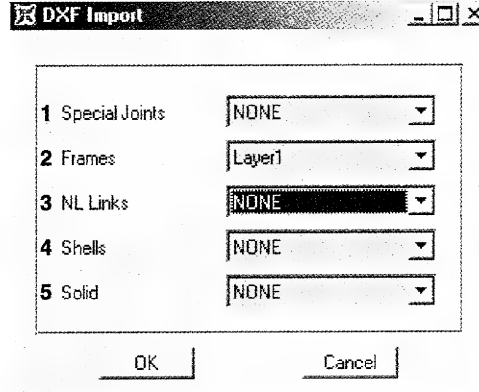 DXF Import
1 Special Joints NONE
2 Frames Layer1
3 NL Links NONE
4 Shells NONE
5 Solid NONE
OK Cancel